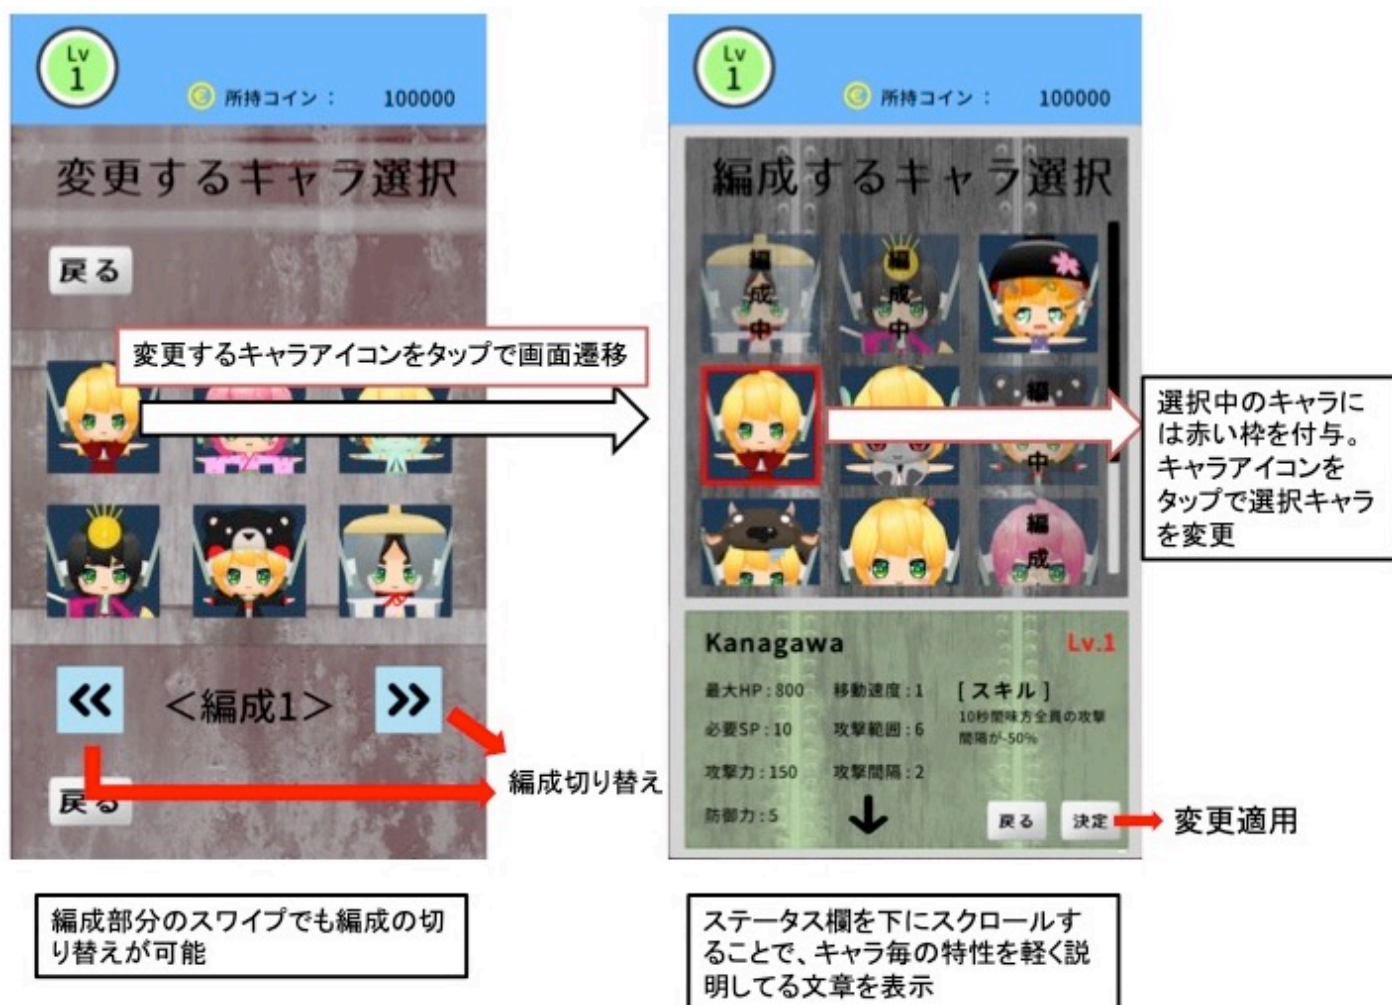 Lv
1
所持コイン： 100000
変更するキャラ選択
戻る
変更するキャラアイコンをタップで画面遷移
<編成1>
戻る
編成切り替え
編成部分のスワイプでも編成の切
り替えが可能
Lv
1
所持コイン： 100000
編成するキャラ選択
編成中
編成中
編成中
編成
選択中のキャラに
は赤い枠を付与。
キャラアイコンを
タップで選択キャラ
を変更
Kanagawa Lv.1
最大HP：800 移動速度：1 [スキル]
10秒間味方全員の攻撃
間隔が-50%
必要SP：10 攻撃範囲：6
攻撃力：150 攻撃間隔：2
防御力：5
戻る 決定
変更適用
ステータス欄を下にスクロールす
ることで、キャラ毎の特性を軽く説
明してる文章を表示